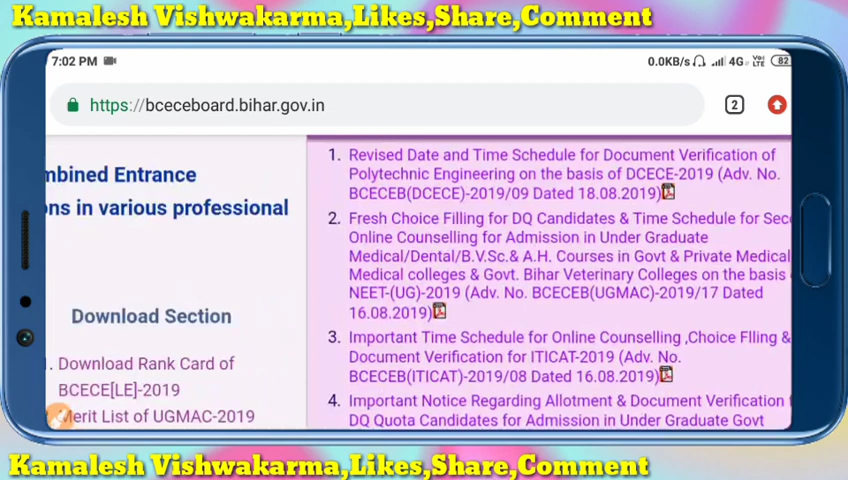 Kamalesh Vishwakarma,Likes,Share,Comment
7:02 PM
0.0KB/s 4G VoLTE 82
https://bceceboard.bihar.gov.in
2
mbined Entrance
ons in various professional
Download Section
1. Download Rank Card of
BCECE[LE]-2019
Merit List of UGMAC-2019
1. Revised Date and Time Schedule for Document Verification of
Polytechnic Engineering on the basis of DCECE-2019 (Adv. No.
BCECEB(DCECE)-2019/09 Dated 18.08.2019)
2. Fresh Choice Filling for DQ Candidates & Time Schedule for Seco
Online Counselling for Admission in Under Graduate
Medical/Dental/B.V.Sc.& A.H. Courses in Govt & Private Medical
Medical colleges & Govt. Bihar Veterinary Colleges on the basis
NEET-(UG)-2019 (Adv. No. BCECEB(UGMAC)-2019/17 Dated
16.08.2019)
3. Important Time Schedule for Online Counselling ,Choice Flling &
Document Verification for ITICAT-2019 (Adv. No.
BCECEB(ITICAT)-2019/08 Dated 16.08.2019)
4. Important Notice Regarding Allotment & Document Verification
DQ Quota Candidates for Admission in Under Graduate Govt
Kamalesh Vishwakarma,Likes,Share,Comment